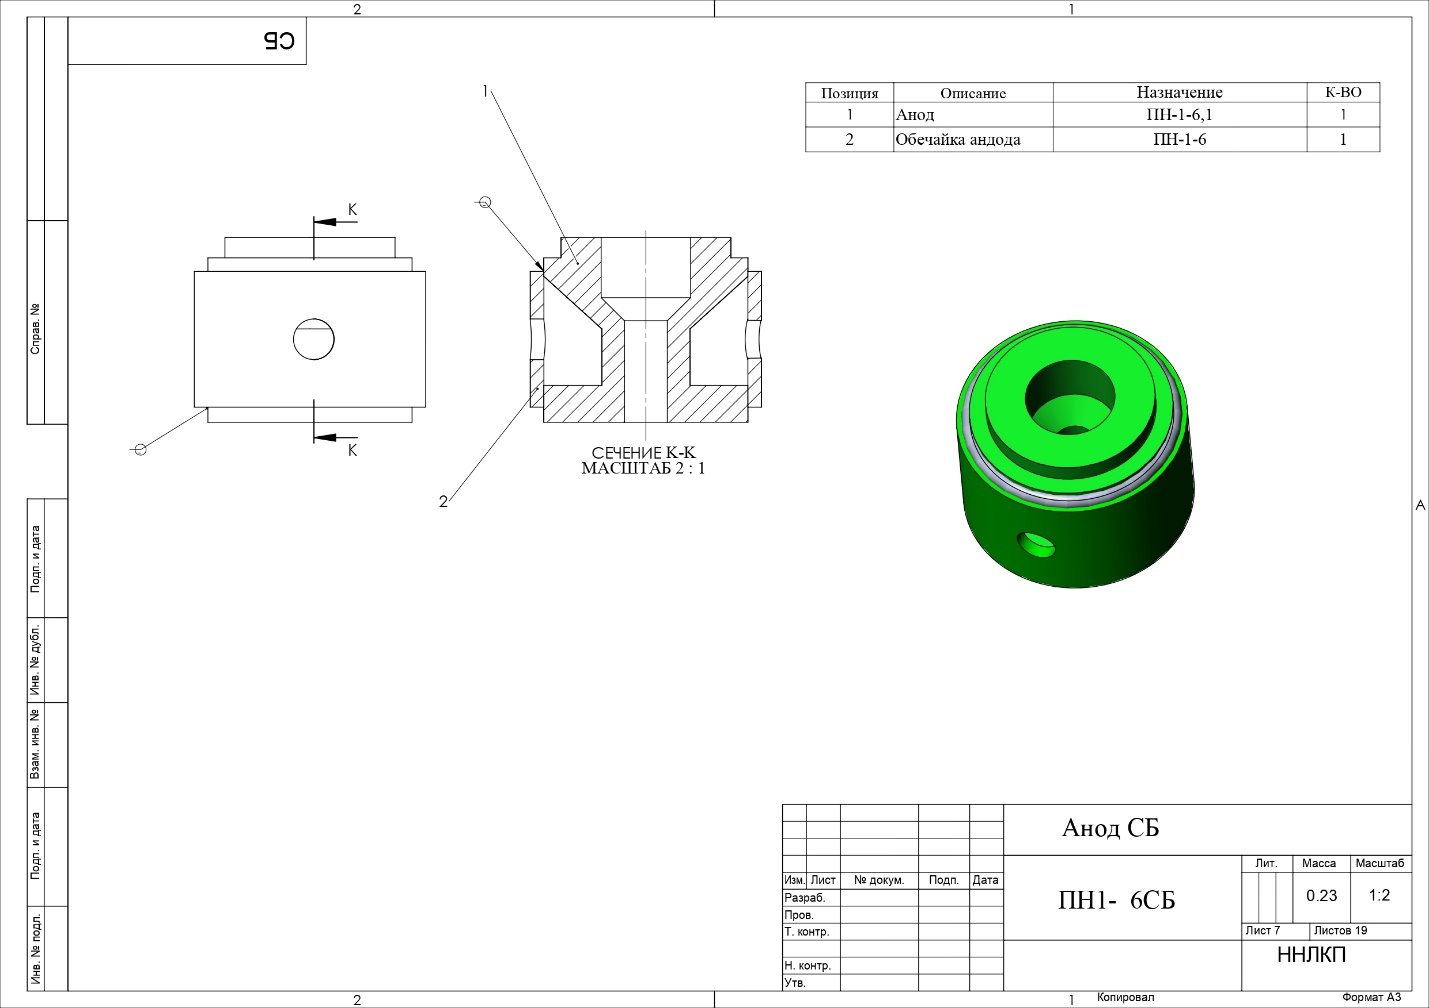 2
1
СБ
Позиция Описание Назначение К-ВО
1 Анод ПН-1-6,1 1
2 Обечайка андода ПН-1-6 1
1
K
K
2
СЕЧЕНИЕ K-K
МАСШТАБ 2 : 1
A
Справ. №
Подп. и дата
Инв. № дубл.
Взам. инв. №
Подп. и дата
Инв. № подл.
Анод СБ
Лит. Масса Масштаб
Изм. Лист № докум. Подп. Дата
Разраб.
ПН1- 6СБ
0.23 1:2
Пров.
Т. контр.
Лист 7 Листов 19
ННЛКП
Н. контр.
Утв.
2
1
Копировал Формат А3